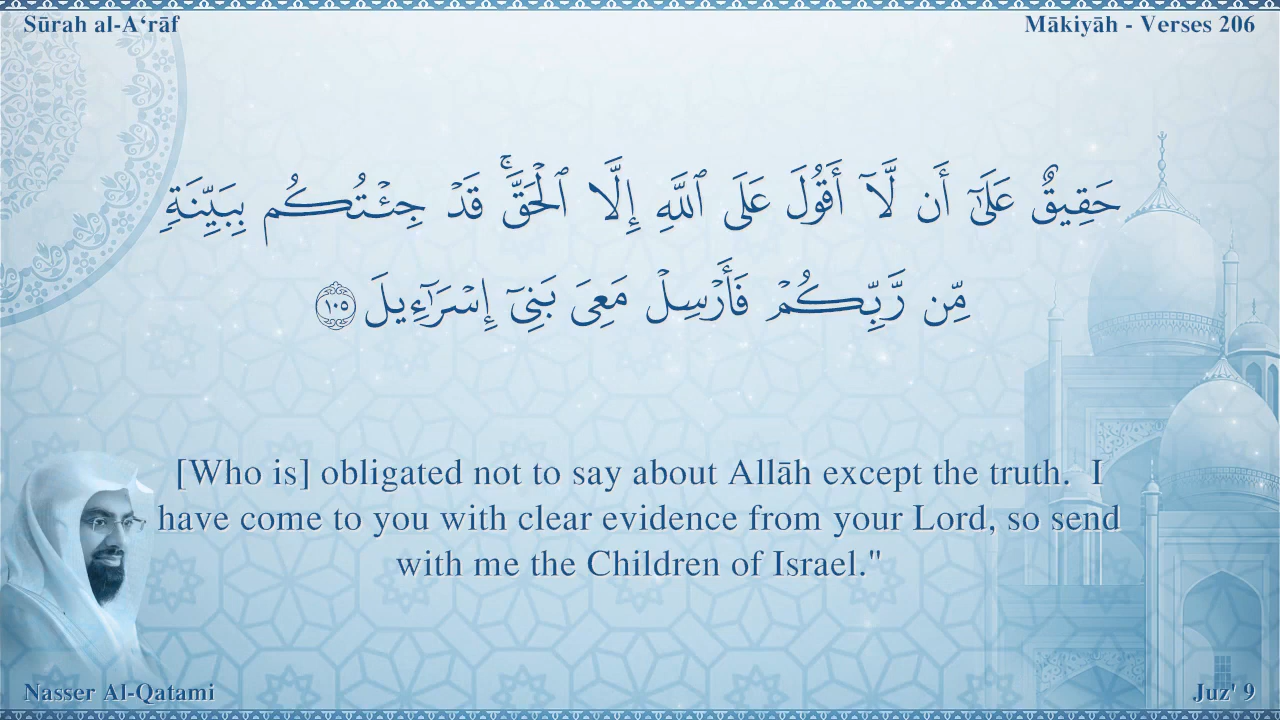 Sūrah al-A‘rāf
Mākiyāh - Verses 206
حَقِيقٌ عَلَىٰٓ أَن لَّآ أَقُولَ عَلَى ٱللَّهِ إِلَّا ٱلْحَقَّ ۚ قَدْ جِئْتُكُم بِبَيِّنَةٍ
مِّن رَّبِّكُمْ فَأَرْسِلْ مَعِىَ بَنِىٓ إِسْرَٰٓءِيلَ ١٠٥
[Who is] obligated not to say about Allāh except the truth.  I
have come to you with clear evidence from your Lord, so send
with me the Children of Israel."
Nasser Al-Qatami
Juz' 9